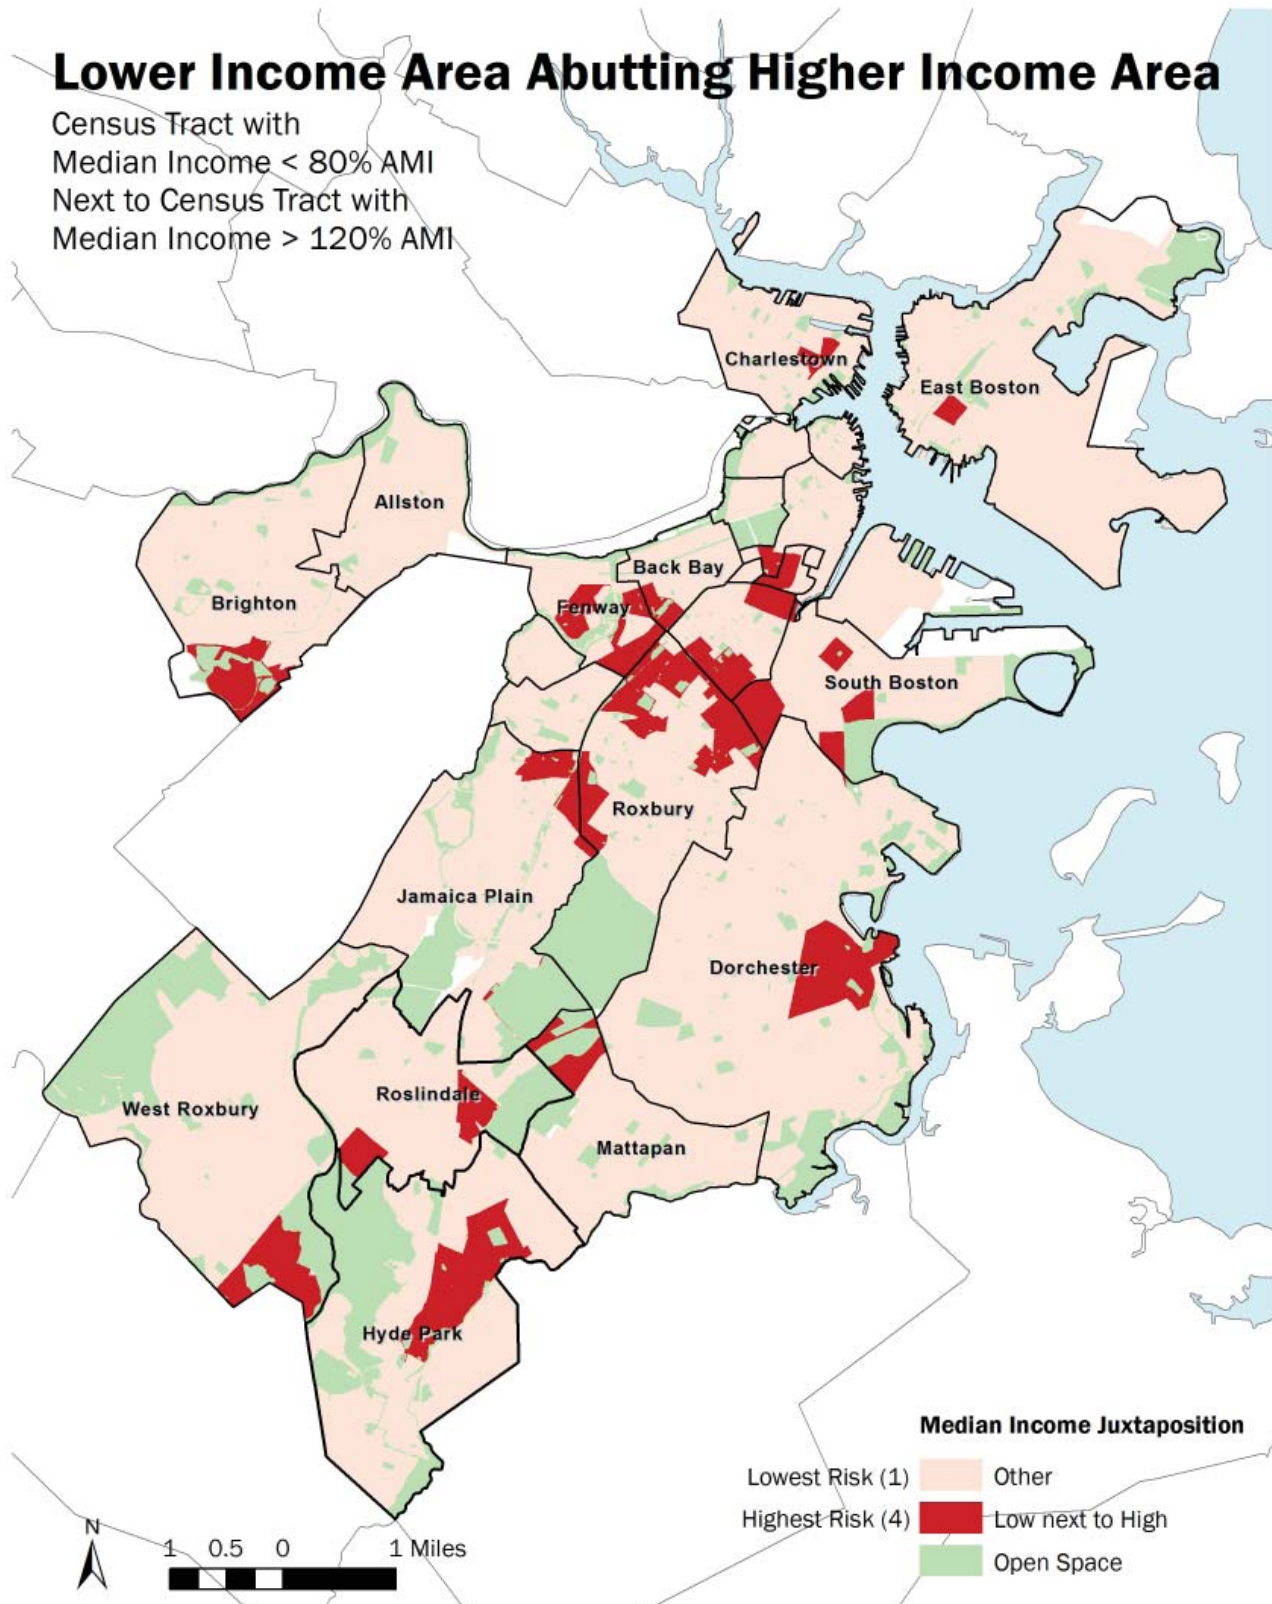 Lower Income Area Abutting Higher Income Area
Census Tract with
Median Income < 80% AMI
Next to Census Tract with
Median Income > 120% AMI
Charlestown
East Boston
Allston
Back Bay
Brighton
Fenway
South Boston
Roxbury
Jamaica Plain
Dorchester
Roslindale
West Roxbury
Mattapan
Hyde Park
Median Income Juxtaposition
Lowest Risk (1) Other
Highest Risk (4) Low next to High
Open Space
N
1 0.5 0 1 Miles